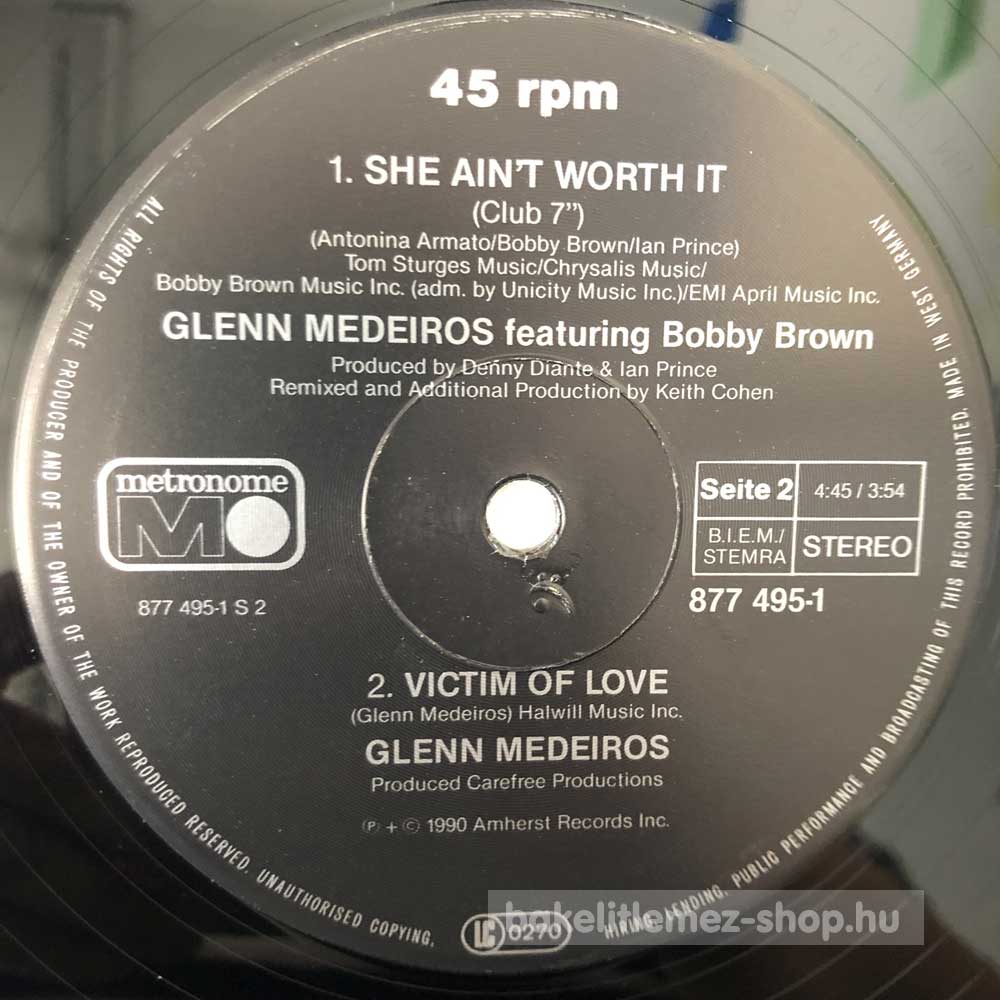 45 rpm
1. SHE AIN'T WORTH IT
(Club 7")
(Antonina Armato/Bobby Brown/Ian Prince)
Tom Sturges Music/Chrysalis Music/
Bobby Brown Music Inc. (adm. by Unicity Music Inc.)/EMI April Music Inc.
GLENN MEDEIROS featuring Bobby Brown
Produced by Denny Diante & Ian Prince
Remixed and Additional Production by Keith Cohen
metronome
M
877 495-1 S 2
Seite 2
4:45 / 3:54
B.I.E.M./
STEMRA
STEREO
877 495-1
2. VICTIM OF LOVE
(Glenn Medeiros) Halwill Music Inc.
GLENN MEDEIROS
Produced Carefree Productions
Ⓟ + © 1990 Amherst Records Inc.
ALL RIGHTS OF THE PRODUCER AND OF THE OWNER OF THE WORK REPRODUCED RESERVED. UNAUTHORISED COPYING, HIRING, LENDING, PUBLIC PERFORMANCE AND BROADCASTING OF THIS RECORD PROHIBITED. MADE IN WEST GERMANY
LC 0270
bakelitlemez-shop.hu